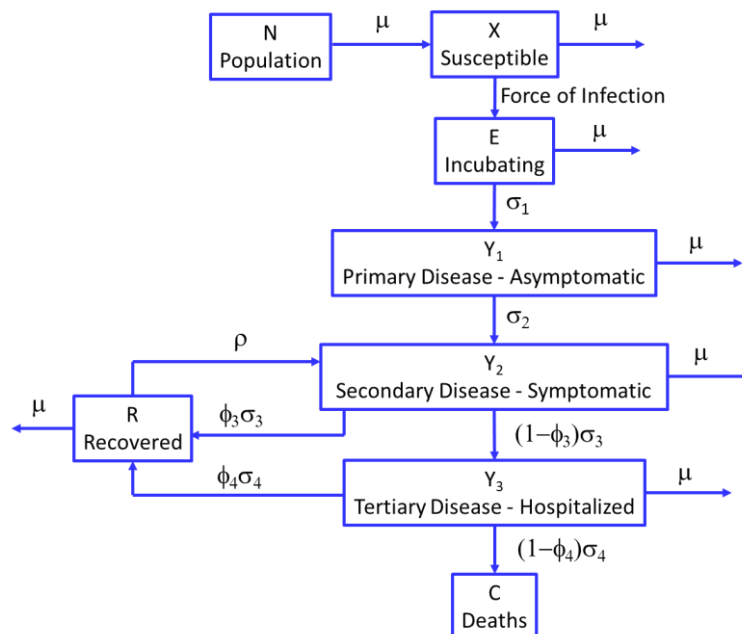 N
Population
μ
X
Susceptible
μ
Force of Infection
E
Incubating
μ
σ₁
Y₁
Primary Disease - Asymptomatic
μ
σ₂
ρ
Y₂
Secondary Disease - Symptomatic
μ
μ
R
Recovered
ϕ₃σ₃
(1−ϕ₃)σ₃
ϕ₄σ₄
Y₃
Tertiary Disease - Hospitalized
μ
(1−ϕ₄)σ₄
C
Deaths